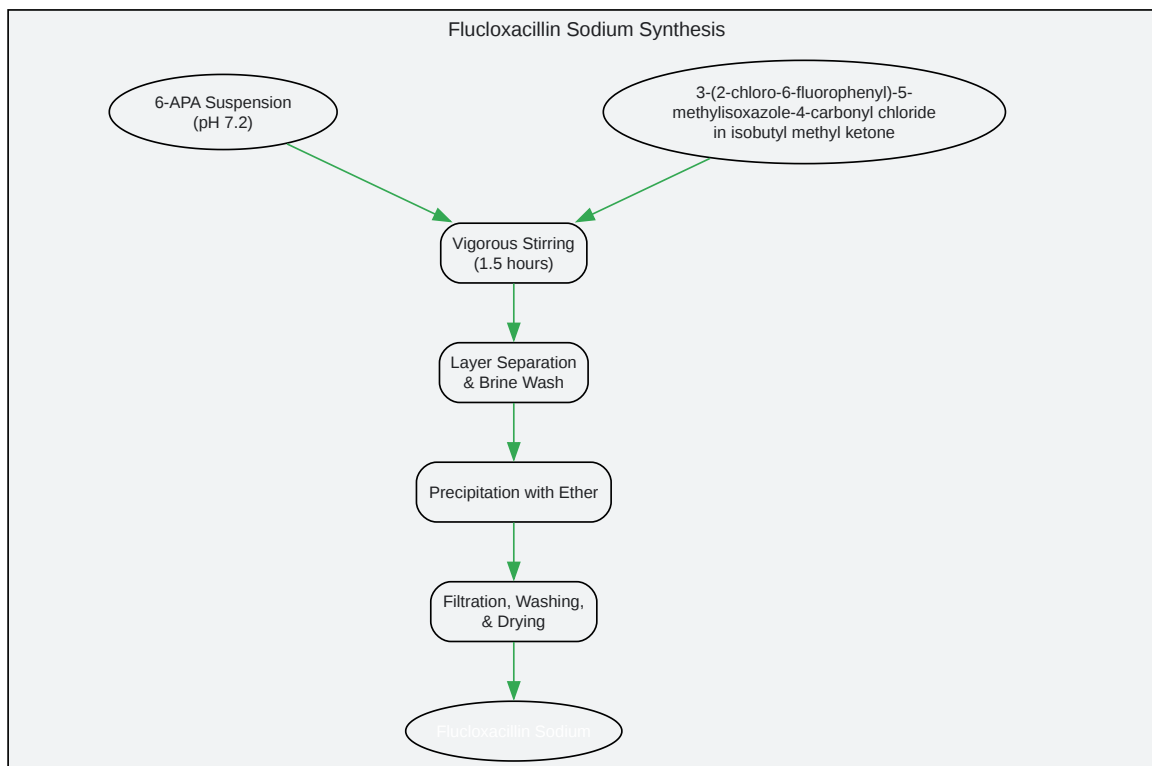 Flucloxacillin Sodium Synthesis
6-APA Suspension
(pH 7.2)
3-(2-chloro-6-fluorophenyl)-5-
methylisoxazole-4-carbonyl chloride
in isobutyl methyl ketone
Vigorous Stirring
(1.5 hours)
Layer Separation
& Brine Wash
Precipitation with Ether
Filtration, Washing,
& Drying
Flucloxacillin Sodium